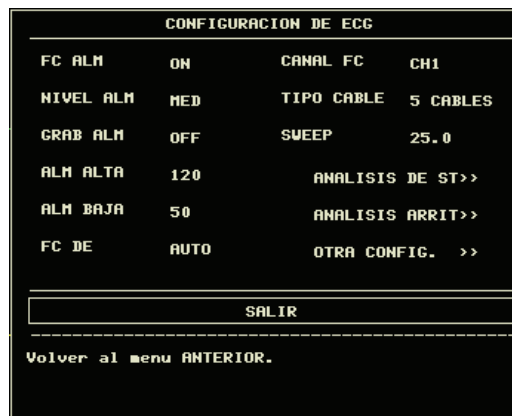 CONFIGURACION DE ECG
FC ALM ON CANAL FC CH1
NIVEL ALM MED TIPO CABLE 5 CABLES
GRAB ALM OFF SWEEP 25.0
ALM ALTA 120 ANALISIS DE ST>>
ALM BAJA 50 ANALISIS ARRIT>>
FC DE AUTO OTRA CONFIG. >>
SALIR
Volver al menu ANTERIOR.